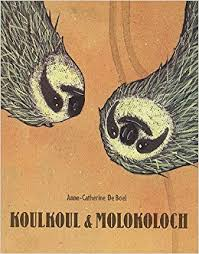 Anne-Catherine De Boel
KOULKOUL & MOLOKOLOCH